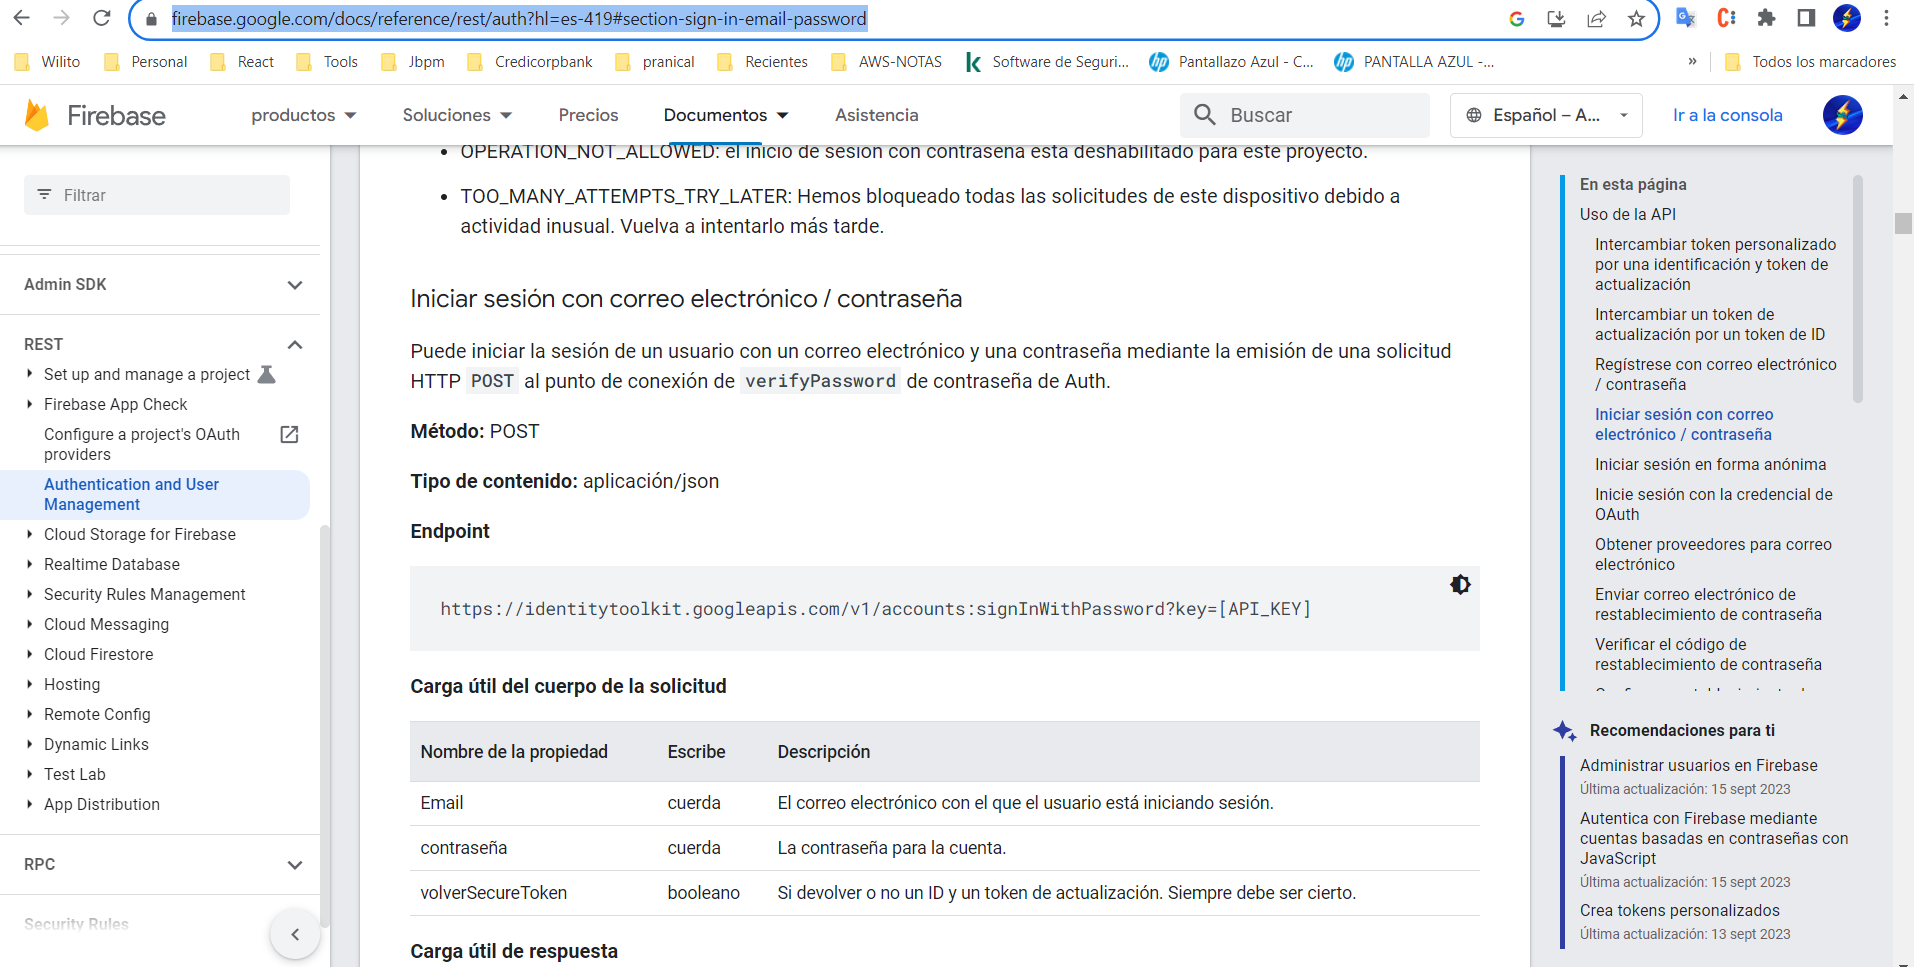 firebase.google.com/docs/reference/rest/auth?hl=es-419#section-sign-in-email-password
Wilito
Personal
React
Tools
Jbpm
Credicorpbank
pranical
Recientes
AWS-NOTAS
Software de Seguri...
Pantallazo Azul - C...
PANTALLA AZUL -...
»
Todos los marcadores
Firebase
productos
Soluciones
Precios
Documentos
Asistencia
Buscar
Español – A...
Ir a la consola
Filtrar
Admin SDK
REST
Set up and manage a project
Firebase App Check
Configure a project's OAuth
providers
Authentication and User
Management
Cloud Storage for Firebase
Realtime Database
Security Rules Management
Cloud Messaging
Cloud Firestore
Hosting
Remote Config
Dynamic Links
Test Lab
App Distribution
RPC
Security Rules
• OPERATION_NOT_ALLOWED: el inicio de sesión con contraseña está deshabilitado para este proyecto.
• TOO_MANY_ATTEMPTS_TRY_LATER: Hemos bloqueado todas las solicitudes de este dispositivo debido a
actividad inusual. Vuelva a intentarlo más tarde.
Iniciar sesión con correo electrónico / contraseña
Puede iniciar la sesión de un usuario con un correo electrónico y una contraseña mediante la emisión de una solicitud
HTTP POST al punto de conexión de verifyPassword de contraseña de Auth.
Método: POST
Tipo de contenido: aplicación/json
Endpoint
https://identitytoolkit.googleapis.com/v1/accounts:signInWithPassword?key=[API_KEY]
Carga útil del cuerpo de la solicitud
Nombre de la propiedad Escribe Descripción
Email cuerda El correo electrónico con el que el usuario está iniciando sesión.
contraseña cuerda La contraseña para la cuenta.
volverSecureToken booleano Si devolver o no un ID y un token de actualización. Siempre debe ser cierto.
Carga útil de respuesta
En esta página
Uso de la API
Intercambiar token personalizado
por una identificación y token de
actualización
Intercambiar un token de
actualización por un token de ID
Regístrese con correo electrónico
/ contraseña
Iniciar sesión con correo
electrónico / contraseña
Iniciar sesión en forma anónima
Inicie sesión con la credencial de
OAuth
Obtener proveedores para correo
electrónico
Enviar correo electrónico de
restablecimiento de contraseña
Verificar el código de
restablecimiento de contraseña
Recomendaciones para ti
Administrar usuarios en Firebase
Última actualización: 15 sept 2023
Autentica con Firebase mediante
cuentas basadas en contraseñas con
JavaScript
Última actualización: 15 sept 2023
Crea tokens personalizados
Última actualización: 13 sept 2023